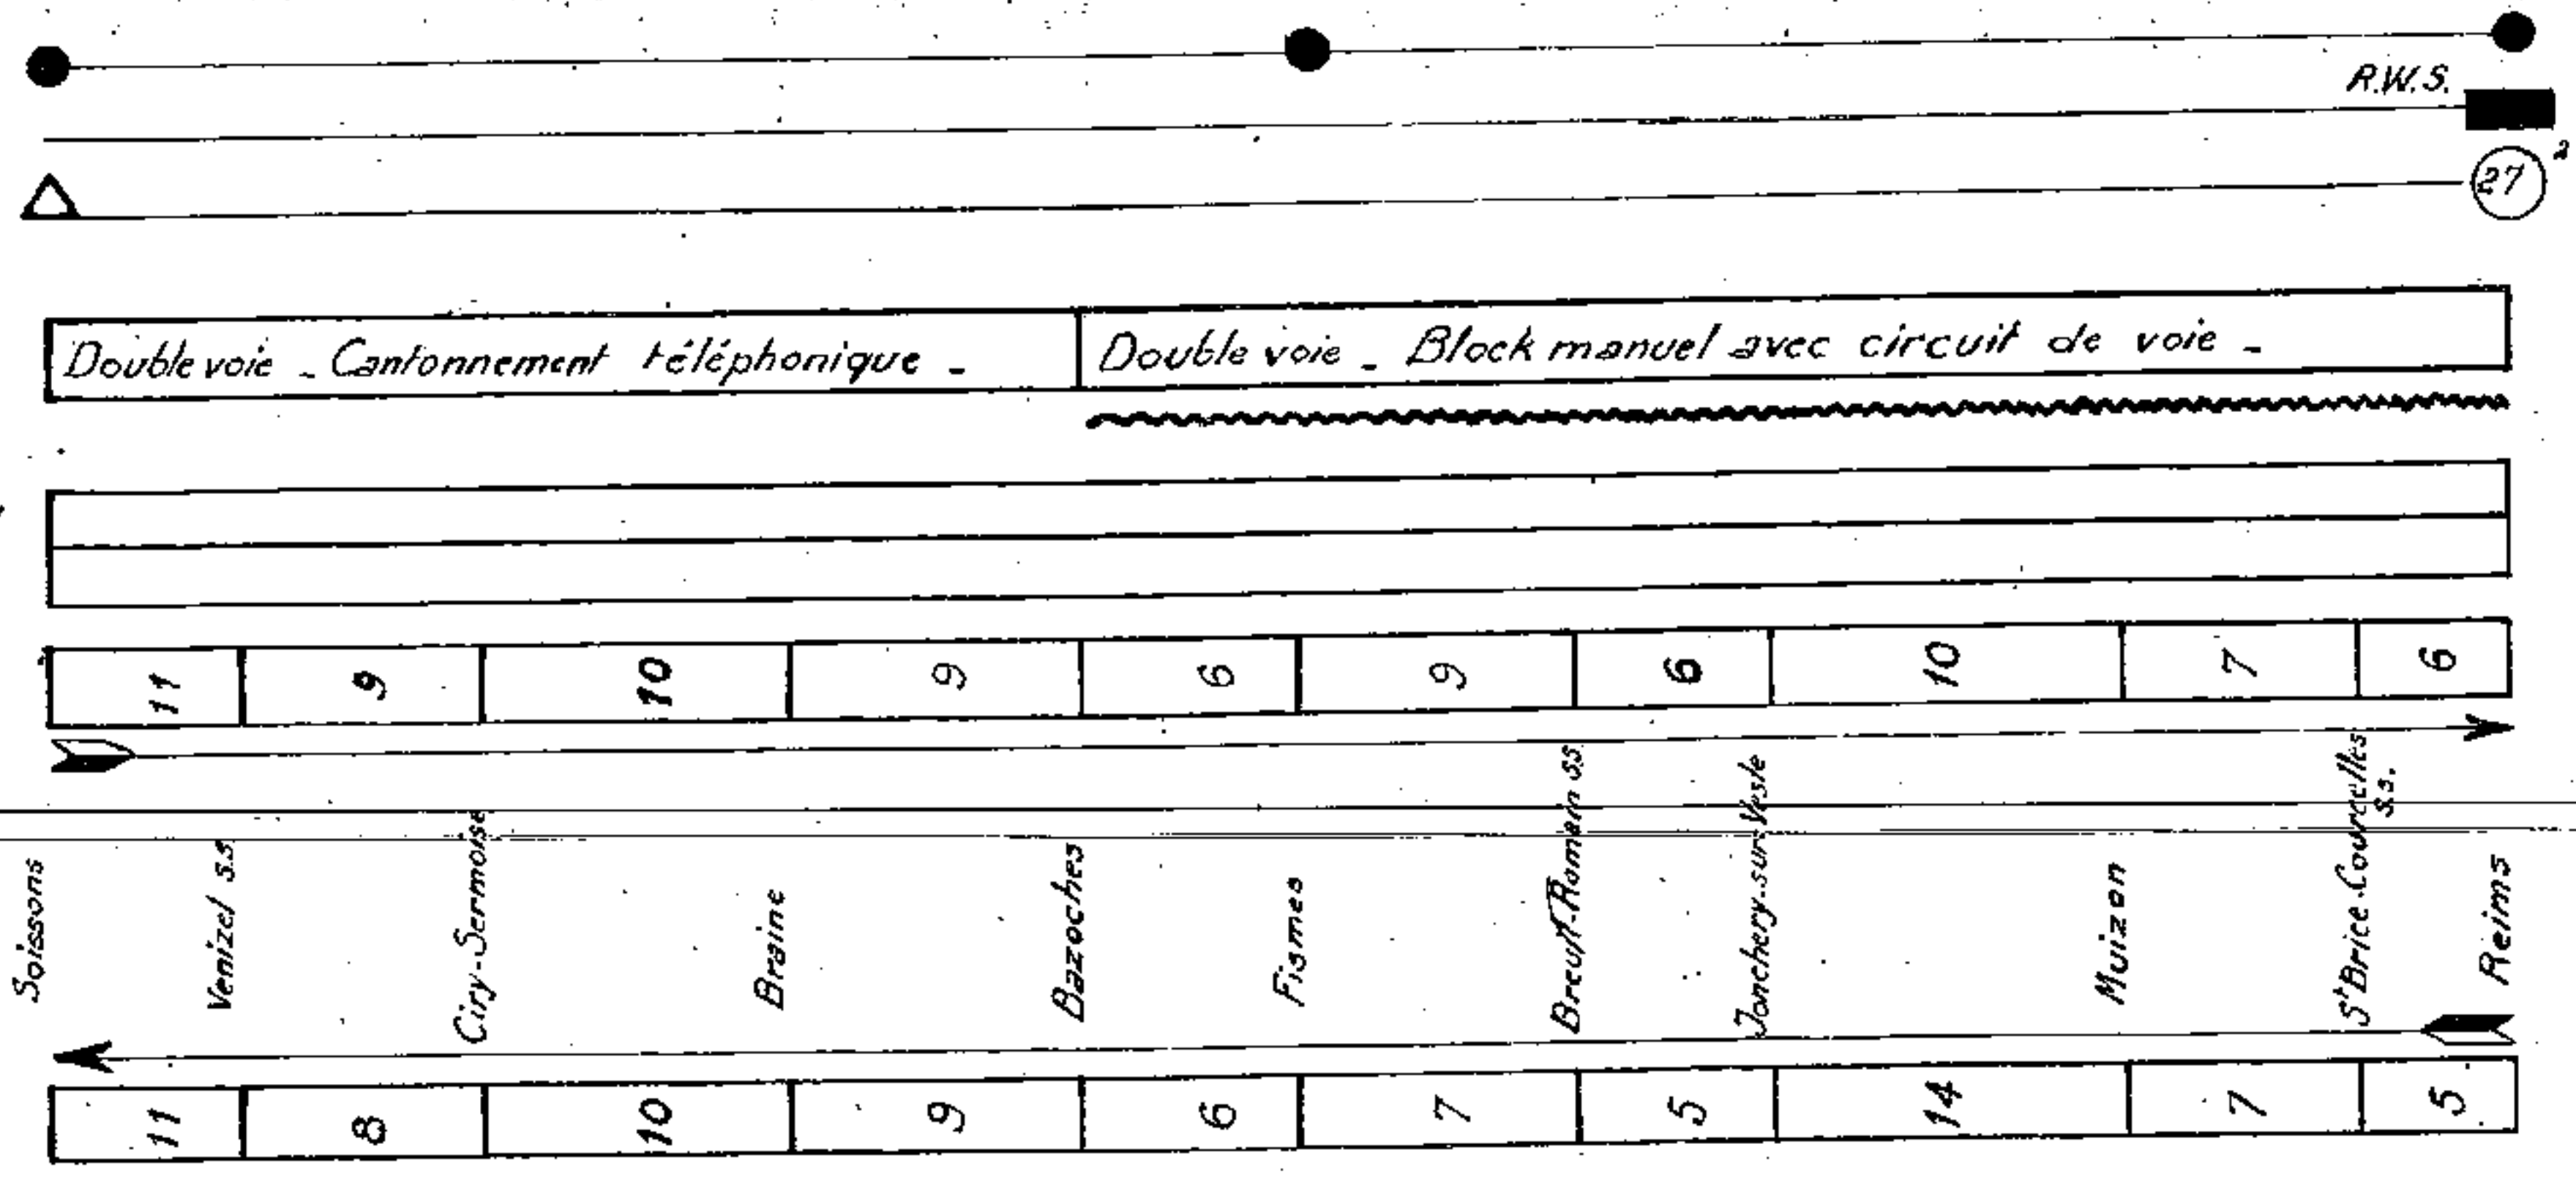 R.W.S.
27 2
Double voie - Cantonnement téléphonique -
Double voie - Block manuel avec circuit de voie -
11 9 10 9 6 9 6 10 7 6
Soissons
Venizel s.s
Ciry-Sermoise
Braine
Bazoches
Fismes
Breuil-Romain ss
Jonchery-sur-Vesle
Muizon
St Brice-Courcelles s.s.
Reims
11 8 10 9 6 7 5 14 7 5